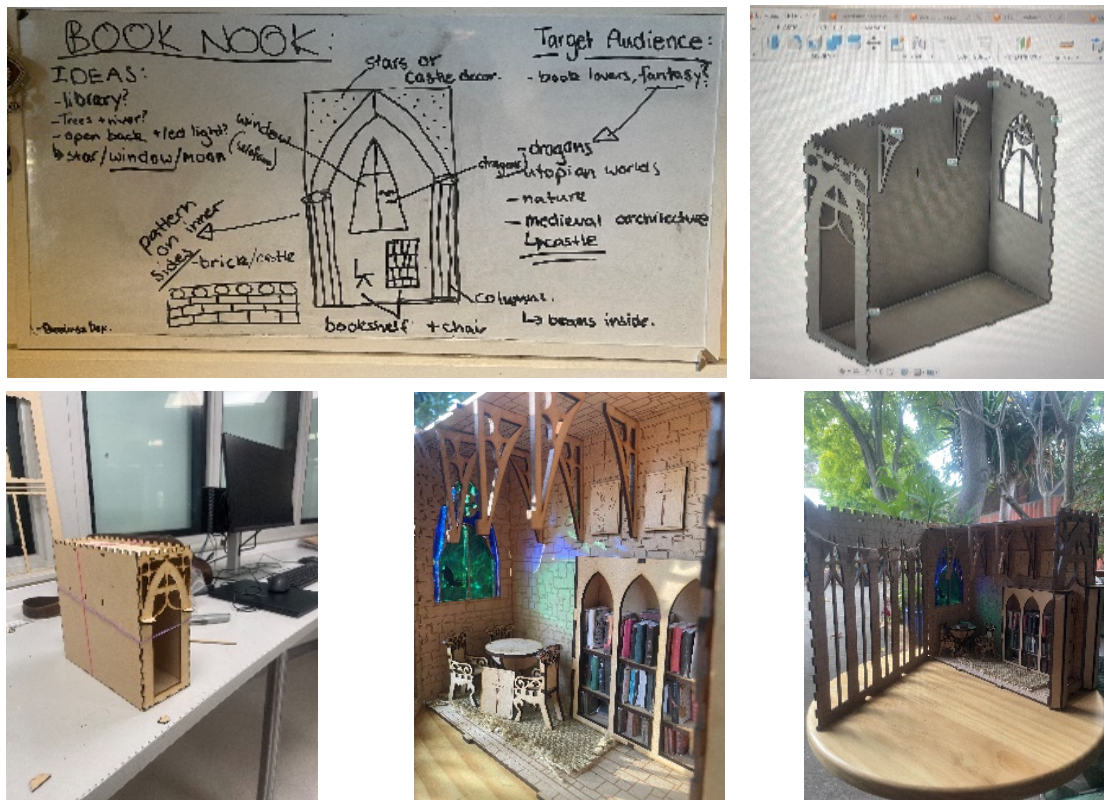 BOOK NOOK:
IDEAS:
-library?
-Trees + river?
-open back + led light?
↳ star/window/moon
stars or
castle decor.
window
Target Audience:
- book lovers, fantasy?
- dragons
- utopian worlds
- nature
- medieval architecture
↳ castle
dragons
pattern
on inner
sides
-brick/castle
columns.
↳ beams inside.
bookshelf + chair